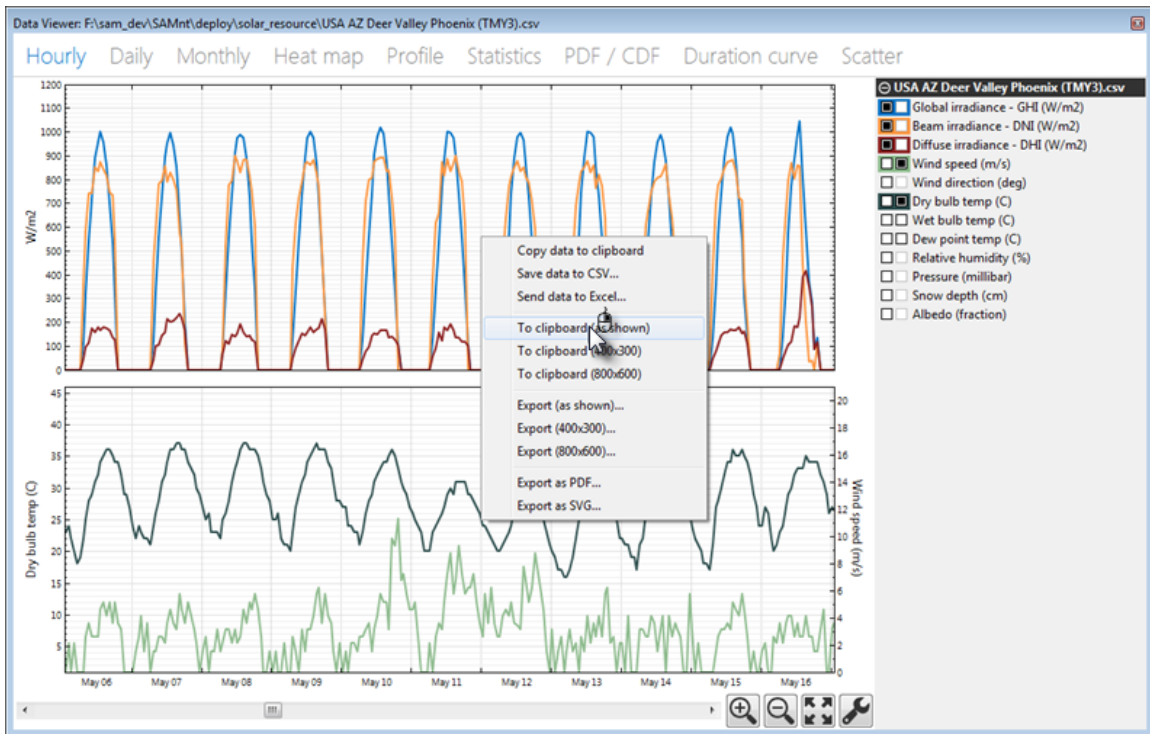 Data Viewer: F:\sam_dev\SAMnt\deploy\solar_resource\USA AZ Deer Valley Phoenix (TMY3).csv
Hourly Daily Monthly Heat map Profile Statistics PDF / CDF Duration curve Scatter
1200
1100
1000
900
800
700
600
500
400
300
200
100
0
W/m2
USA AZ Deer Valley Phoenix (TMY3).csv
Global irradiance - GHI (W/m2)
Beam irradiance - DNI (W/m2)
Diffuse irradiance - DHI (W/m2)
Wind speed (m/s)
Wind direction (deg)
Dry bulb temp (C)
Wet bulb temp (C)
Dew point temp (C)
Relative humidity (%)
Pressure (millibar)
Snow depth (cm)
Albedo (fraction)
Copy data to clipboard
Save data to CSV...
Send data to Excel...
To clipboard (as shown)
To clipboard (400x300)
To clipboard (800x600)
Export (as shown)...
Export (400x300)...
Export (800x600)...
Export as PDF...
Export as SVG...
45
40
35
30
25
20
15
10
5
Dry bulb temp (C)
20
18
16
14
12
10
8
6
4
2
0
Wind speed (m/s)
May 06 May 07 May 08 May 09 May 10 May 11 May 12 May 13 May 14 May 15 May 16